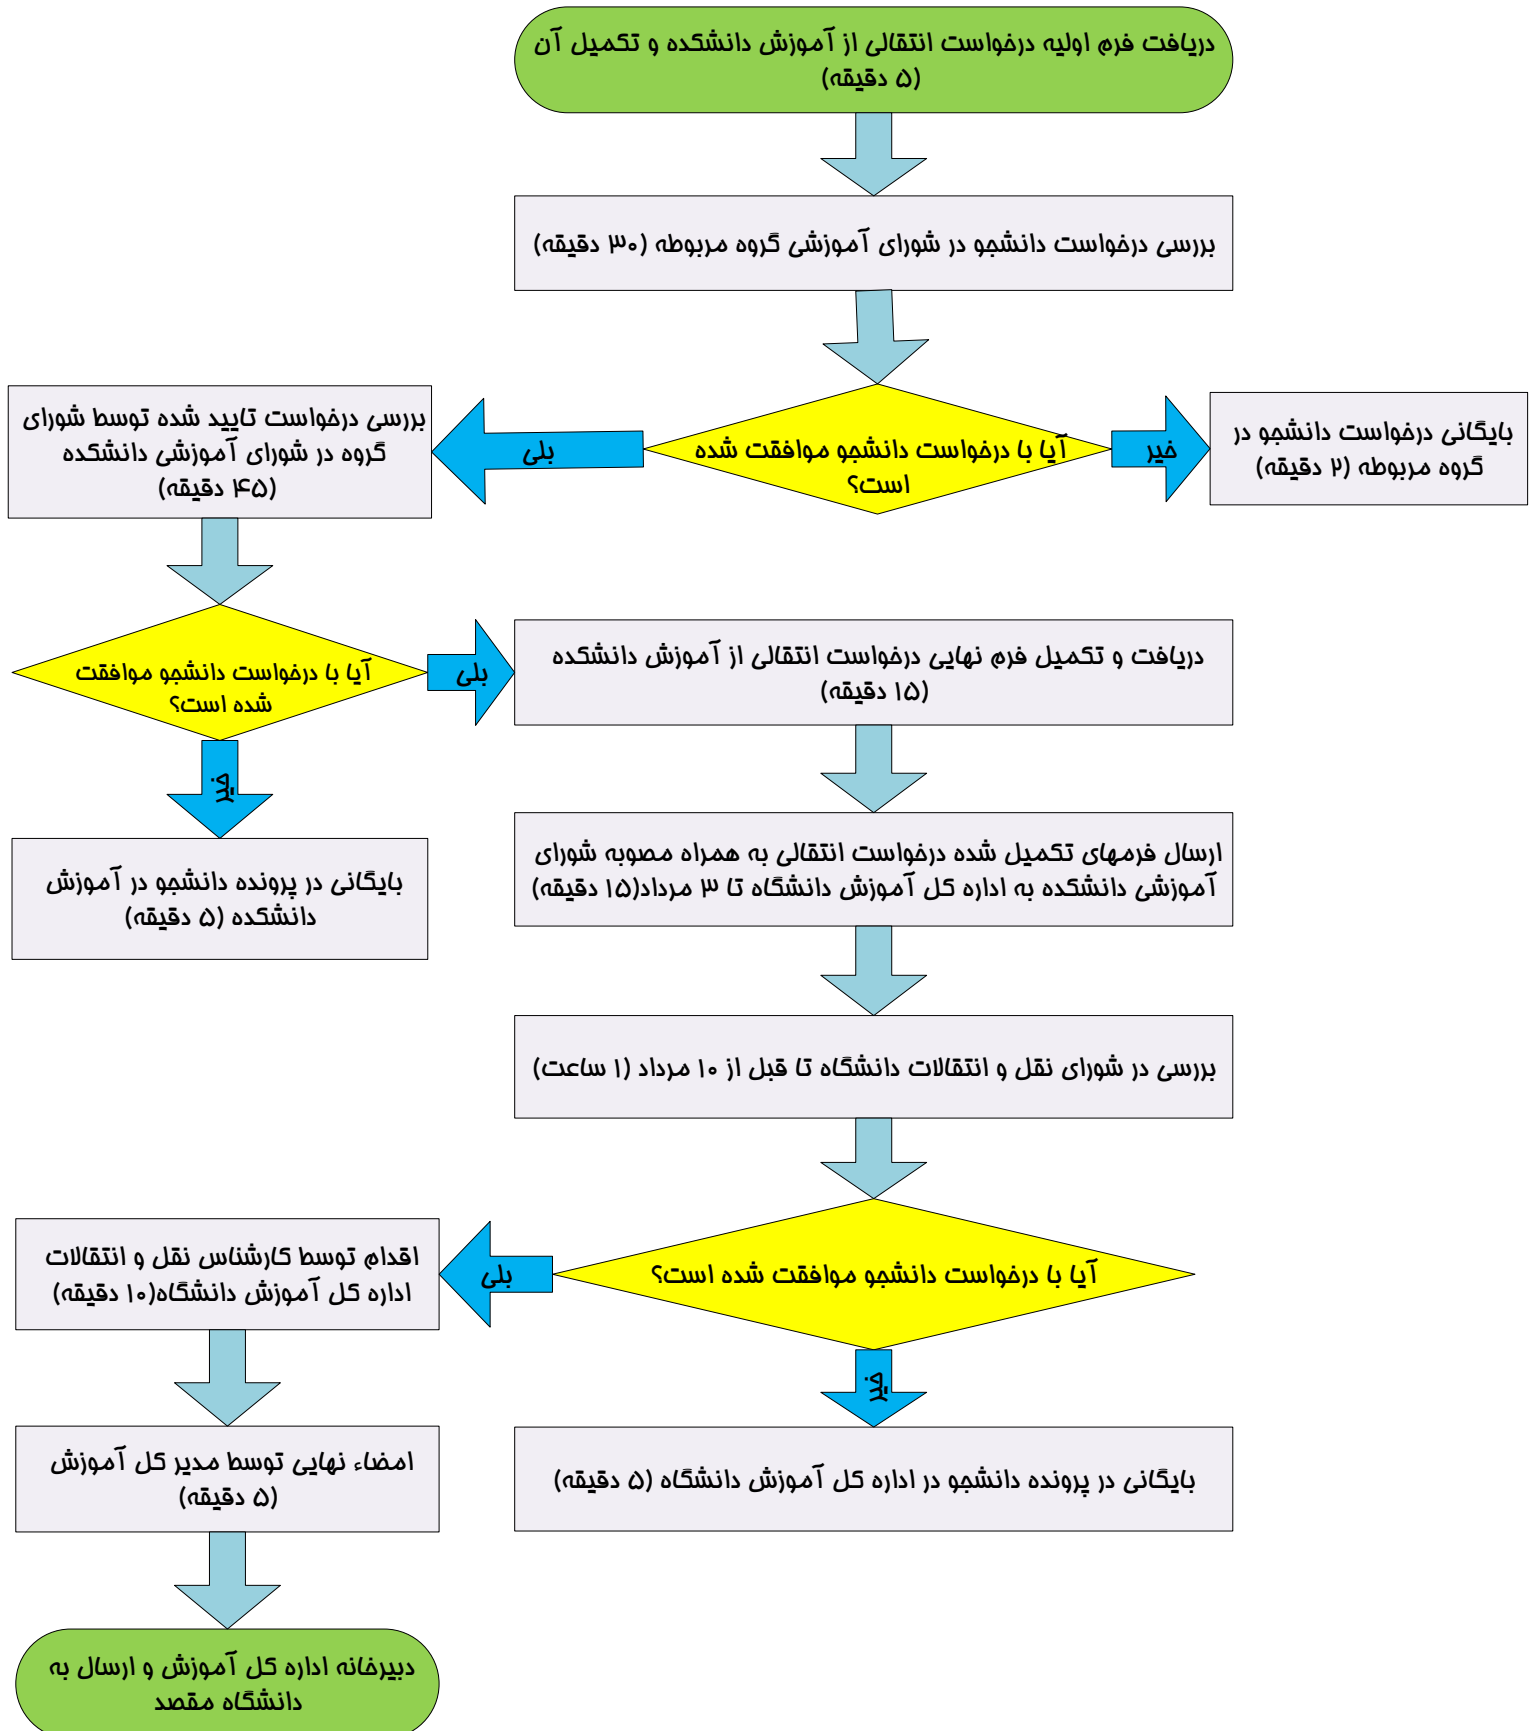 دریافت فرم اولیه درخواست انتقالی از آموزش دانشکده و تکمیل آن
(۵ دقیقه)
بررسی درخواست دانشجو در شورای آموزشی گروه مربوطه (۳۰ دقیقه)
آیا با درخواست دانشجو موافقت شده
است؟
خیر
بایگانی درخواست دانشجو در
گروه مربوطه (۲ دقیقه)
بلی
بررسی درخواست تایید شده توسط شورای
گروه در شورای آموزشی دانشکده
(۴۵ دقیقه)
آیا با درخواست دانشجو موافقت
شده است؟
خیر
بایگانی در پرونده دانشجو در آموزش
دانشکده (۵ دقیقه)
بلی
دریافت و تکمیل فرم نهایی درخواست انتقالی از آموزش دانشکده
(۱۵ دقیقه)
ارسال فرمهای تکمیل شده درخواست انتقالی به همراه مصوبه شورای
آموزشی دانشکده به اداره کل آموزش دانشگاه تا ۳ مرداد(۱۵ دقیقه)
بررسی در شورای نقل و انتقالات دانشگاه تا قبل از ۱۰ مرداد (۱ ساعت)
آیا با درخواست دانشجو موافقت شده است؟
خیر
بایگانی در پرونده دانشجو در اداره کل آموزش دانشگاه (۵ دقیقه)
بلی
اقدام توسط کارشناس نقل و انتقالات
اداره کل آموزش دانشگاه(۱۰ دقیقه)
امضاء نهایی توسط مدیر کل آموزش
(۵ دقیقه)
دبیرخانه اداره کل آموزش و ارسال به
دانشگاه مقصد